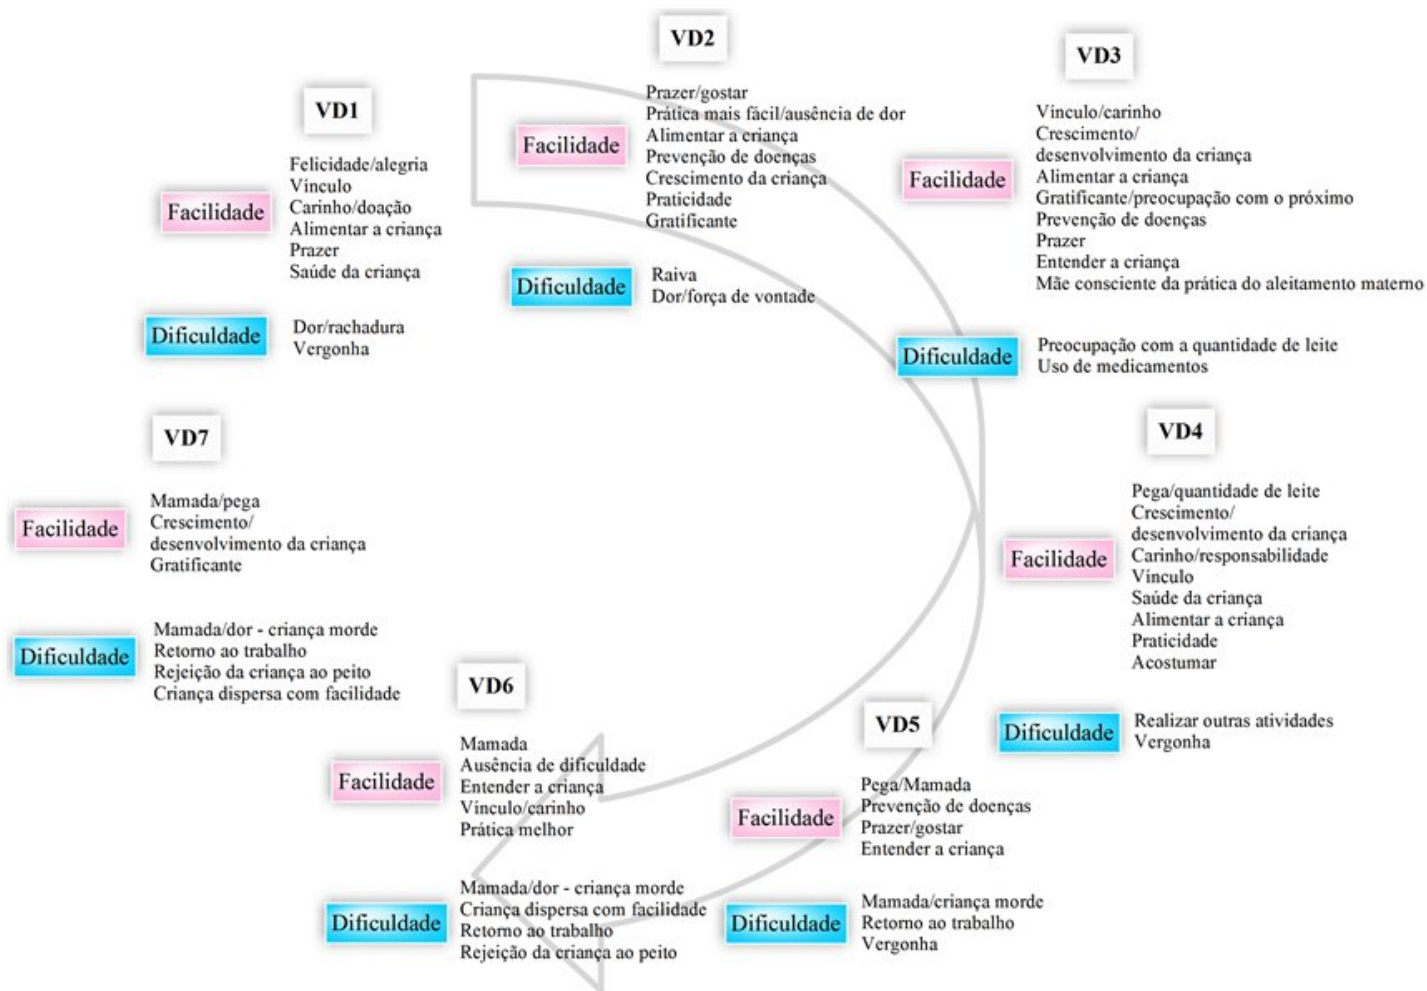 VD1
Facilidade
Felicidade/alegria
Vínculo
Carinho/doação
Alimentar a criança
Prazer
Saúde da criança
Dificuldade
Dor/rachadura
Vergonha
VD2
Facilidade
Prazer/gostar
Prática mais fácil/ausência de dor
Alimentar a criança
Prevenção de doenças
Crescimento da criança
Praticidade
Gratificante
Dificuldade
Raiva
Dor/força de vontade
VD3
Facilidade
Vínculo/carinho
Crescimento/
desenvolvimento da criança
Alimentar a criança
Gratificante/preocupação com o próximo
Prevenção de doenças
Prazer
Entender a criança
Mãe consciente da prática do aleitamento materno
Dificuldade
Preocupação com a quantidade de leite
Uso de medicamentos
VD4
Facilidade
Pega/quantidade de leite
Crescimento/
desenvolvimento da criança
Carinho/responsabilidade
Vínculo
Saúde da criança
Alimentar a criança
Praticidade
Acostumar
Dificuldade
Realizar outras atividades
Vergonha
VD5
Facilidade
Pega/Mamada
Prevenção de doenças
Prazer/gostar
Entender a criança
Dificuldade
Mamada/criança morde
Retorno ao trabalho
Vergonha
VD6
Facilidade
Mamada
Ausência de dificuldade
Entender a criança
Vínculo/carinho
Prática melhor
Dificuldade
Mamada/dor - criança morde
Criança dispersa com facilidade
Retorno ao trabalho
Rejeição da criança ao peito
VD7
Facilidade
Mamada/pega
Crescimento/
desenvolvimento da criança
Gratificante
Dificuldade
Mamada/dor - criança morde
Retorno ao trabalho
Rejeição da criança ao peito
Criança dispersa com facilidade